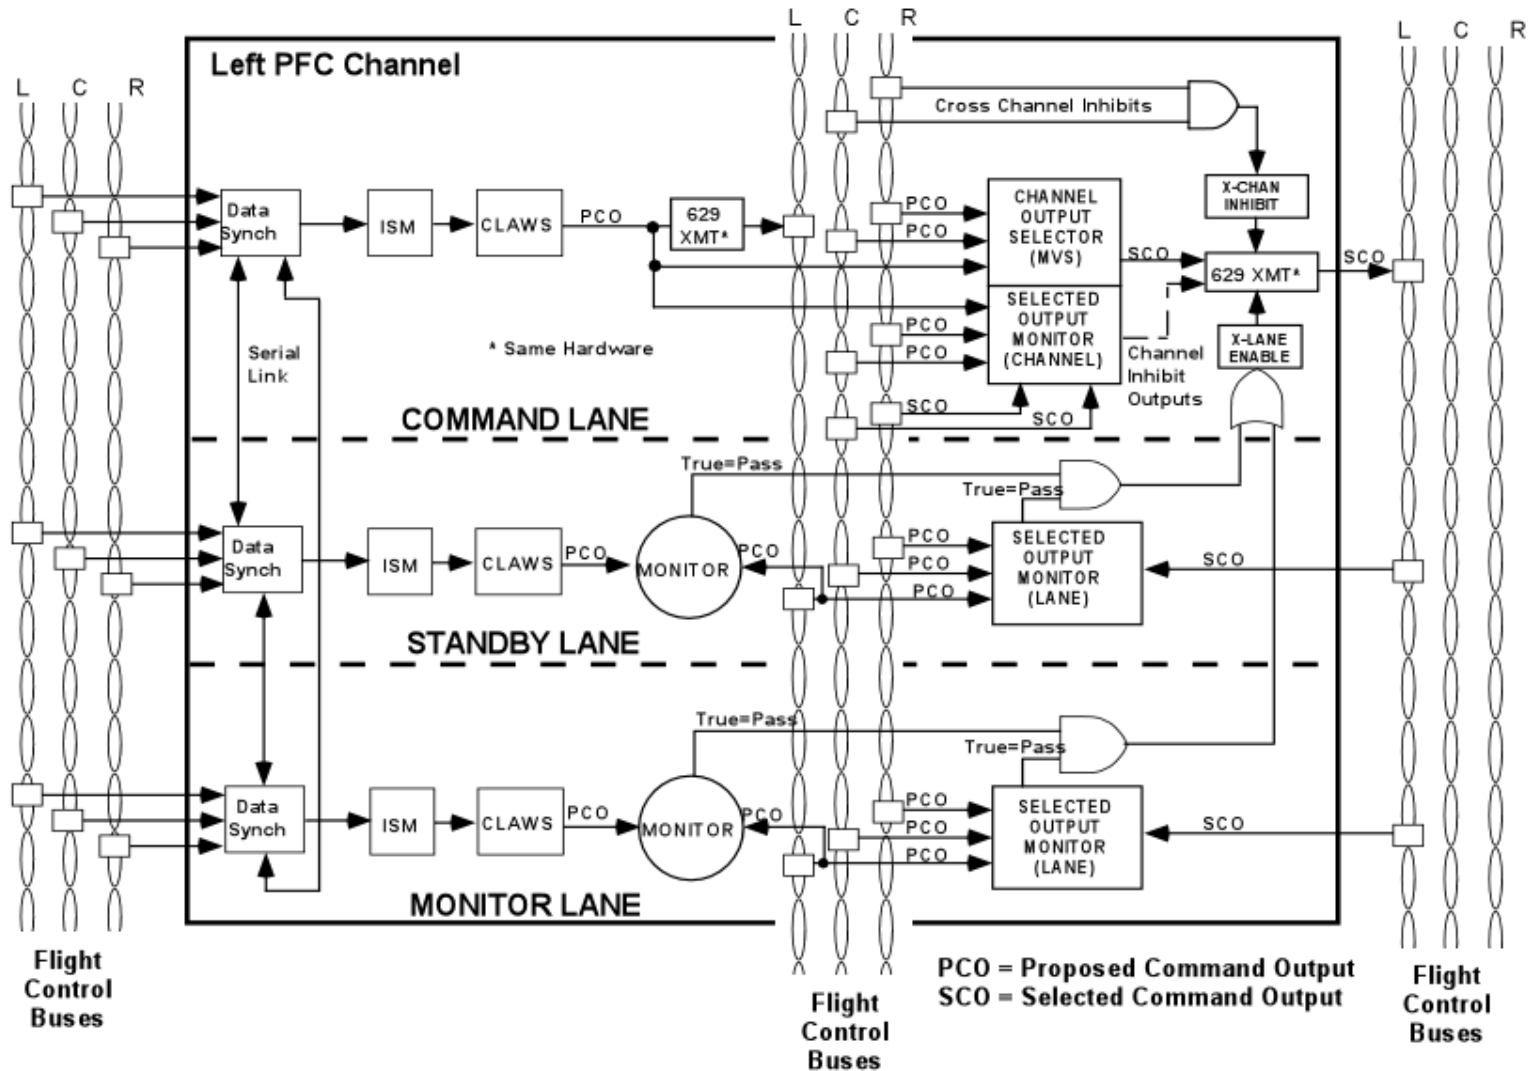 L C R
L C R
L C R
Left PFC Channel
Cross Channel Inhibits
X-CHAN
INHIBIT
Data
Synch
ISM
CLAWS
PCO
629
XMT*
PCO
PCO
CHANNEL
OUTPUT
SELECTOR
(MVS)
SCO
629 XMT*
SCO
SELECTED
OUTPUT
MONITOR
(CHANNEL)
PCO
PCO
X-LANE
ENABLE
Channel
Inhibit
Outputs
Serial
Link
* Same Hardware
SCO
SCO
COMMAND LANE
True=Pass
True=Pass
Data
Synch
ISM
CLAWS
PCO
MONITOR
PCO
PCO
PCO
PCO
SELECTED
OUTPUT
MONITOR
(LANE)
SCO
STANDBY LANE
True=Pass
True=Pass
Data
Synch
ISM
CLAWS
PCO
MONITOR
PCO
PCO
PCO
PCO
SELECTED
OUTPUT
MONITOR
(LANE)
SCO
MONITOR LANE
Flight
Control
Buses
Flight
Control
Buses
PCO = Proposed Command Output
SCO = Selected Command Output
Flight
Control
Buses